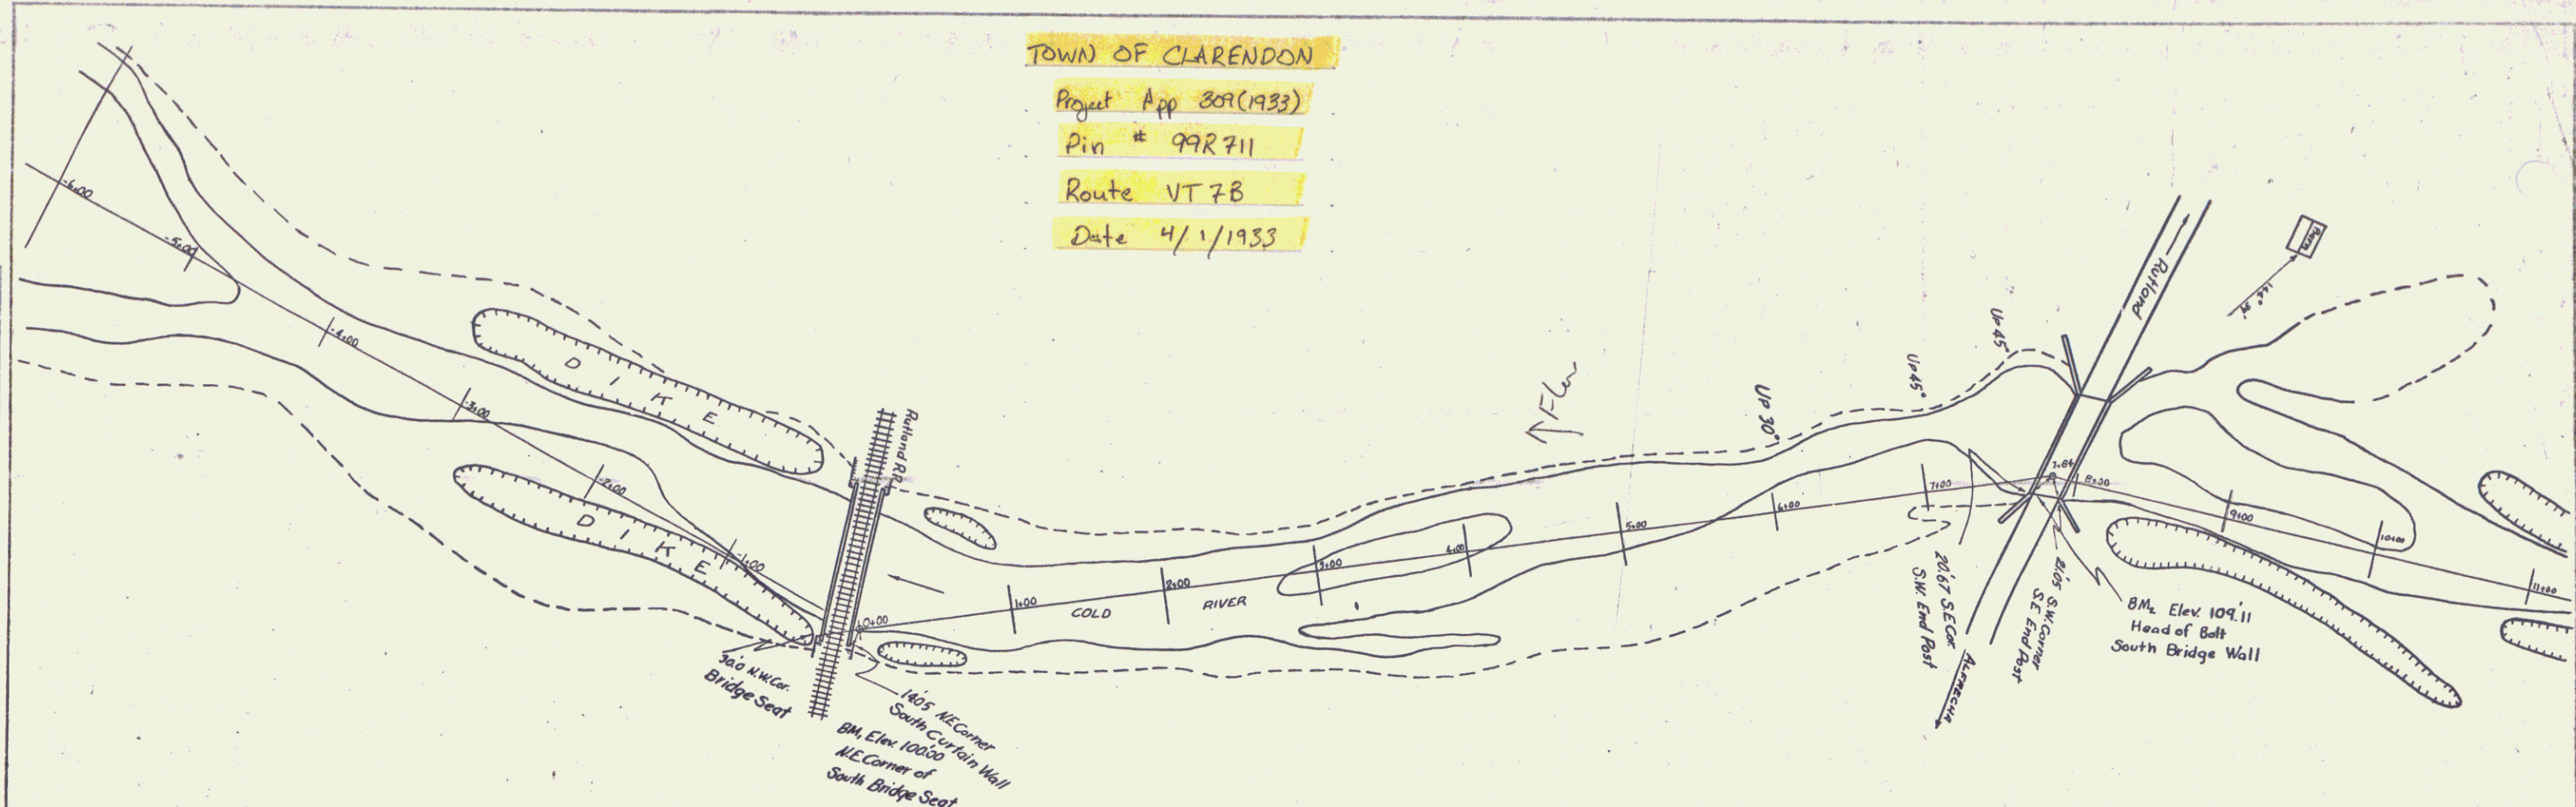 TOWN OF CLARENDON
Project App 309(1933)
Pin # 99R711
Route VT 7B
Date 4/1/1933
-6+00
-5+00
-4+00
-3+00
-2+00
-1+00
DIKE
DIKE
Rutland RR
0+00
1+00
2+00
3+00
4+00
5+00
6+00
7+00
8+00
9+00
10+00
11+00
COLD RIVER
UP 30°
UP 45°
UP 45°
Rutland
Barn
ALFRECHA
20.67 S.E. Cor.
S.W. End Post
21.05 S.W. Corner
S.E. End Post
BM2 Elev. 109.11
Head of Bolt
South Bridge Wall
30.0 N.W. Cor.
Bridge Seat
14.05 N.E. Corner
South Curtain Wall
BM1 Elev. 100.00
N.E. Corner of
South Bridge Seat